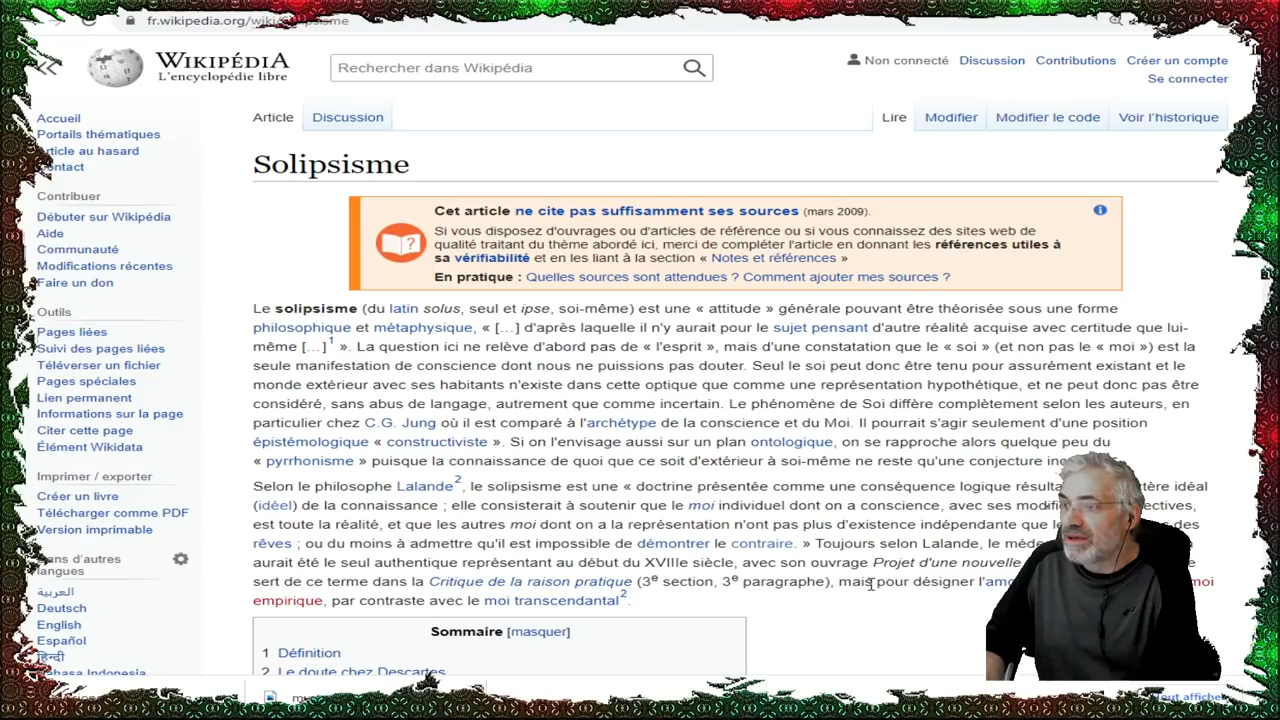 fr.wikipedia.org/wiki/Solipsisme
WIKIPÉDIA
L'encyclopédie libre
Rechercher dans Wikipédia
Non connecté Discussion Contributions Créer un compte
Se connecter
Article Discussion
Lire Modifier Modifier le code Voir l'historique
Accueil
Portails thématiques
Article au hasard
Contact
Contribuer
Débuter sur Wikipédia
Aide
Communauté
Modifications récentes
Faire un don
Outils
Pages liées
Suivi des pages liées
Téléverser un fichier
Pages spéciales
Lien permanent
Informations sur la page
Citer cette page
Élément Wikidata
Imprimer / exporter
Créer un livre
Télécharger comme PDF
Version imprimable
Dans d'autres
langues
العربية
Deutsch
English
Español
हिन्दी
Bahasa Indonesia
Solipsisme
Cet article ne cite pas suffisamment ses sources (mars 2009).
Si vous disposez d'ouvrages ou d'articles de référence ou si vous connaissez des sites web de
qualité traitant du thème abordé ici, merci de compléter l'article en donnant les références utiles à
sa vérifiabilité et en les liant à la section « Notes et références »
En pratique : Quelles sources sont attendues ? Comment ajouter mes sources ?
Le solipsisme (du latin solus, seul et ipse, soi-même) est une « attitude » générale pouvant être théorisée sous une forme
philosophique et métaphysique, « [...] d'après laquelle il n'y aurait pour le sujet pensant d'autre réalité acquise avec certitude que lui-
même [...]1 ». La question ici ne relève d'abord pas de « l'esprit », mais d'une constatation que le « soi » (et non pas le « moi ») est la
seule manifestation de conscience dont nous ne puissions pas douter. Seul le soi peut donc être tenu pour assurément existant et le
monde extérieur avec ses habitants n'existe dans cette optique que comme une représentation hypothétique, et ne peut donc pas être
considéré, sans abus de langage, autrement que comme incertain. Le phénomène de Soi diffère complètement selon les auteurs, en
particulier chez C.G. Jung où il est comparé à l'archétype de la conscience et du Moi. Il pourrait s'agir seulement d'une position
épistémologique « constructiviste ». Si on l'envisage aussi sur un plan ontologique, on se rapproche alors quelque peu du
« pyrrhonisme » puisque la connaissance de quoi que ce soit d'extérieur à soi-même ne reste qu'une conjecture
Selon le philosophe Lalande2, le solipsisme est une « doctrine présentée comme une conséquence logique idéal
(idéel) de la connaissance ; elle consisterait à soutenir que le moi individuel dont on a conscience, avec ses
est toute la réalité, et que les autres moi dont on a la représentation n'ont pas plus d'existence indépendante que des
rêves ; ou du moins à admettre qu'il est impossible de démontrer le contraire. » Toujours selon Lalande, le
aurait été le seul authentique représentant au début du XVIIIe siècle, avec son ouvrage Projet d'une nouvelle
sert de ce terme dans la Critique de la raison pratique (3e section, 3e paragraphe), mais pour désigner moi
empirique, par contraste avec le moi transcendantal2.
Sommaire [masquer]
1 Définition
2 Le doute chez Descartes